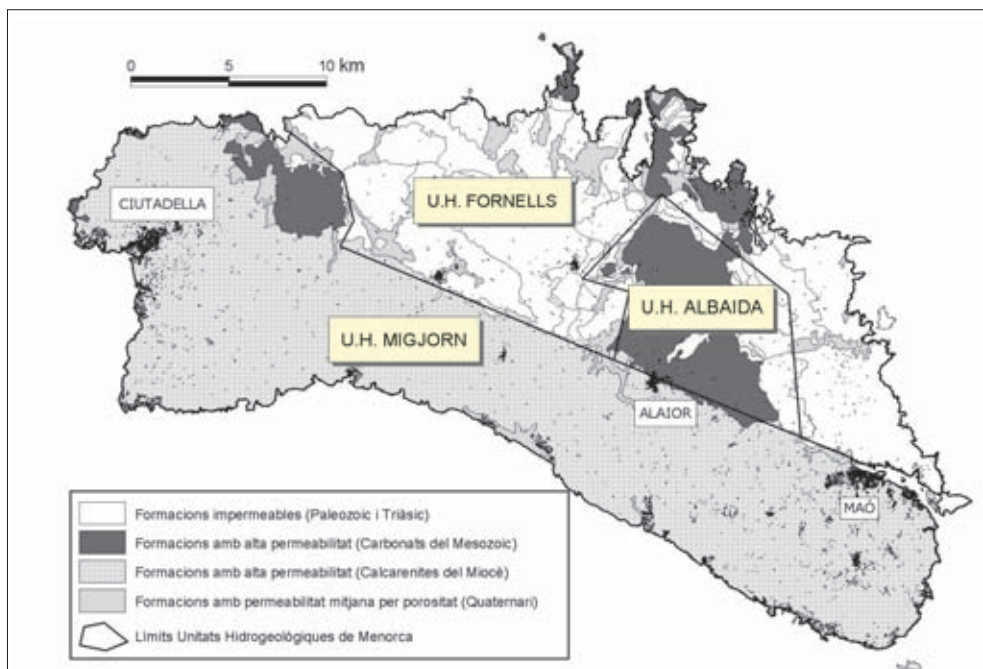 0 5 10 km
CIUTADELLA
U.H. FORNELLS
U.H. ALBAIDA
U.H. MIGJORN
ALAIOR
MAÓ
Formacions impermeables (Paleozoic i Triàsic)
Formacions amb alta permeabilitat (Carbonats del Mesozoic)
Formacions amb alta permeabilitat (Calcarenites del Miocè)
Formacions amb permeabilitat mitjana per porositat (Quaternari)
Límits Unitats Hidrogeològiques de Menorca